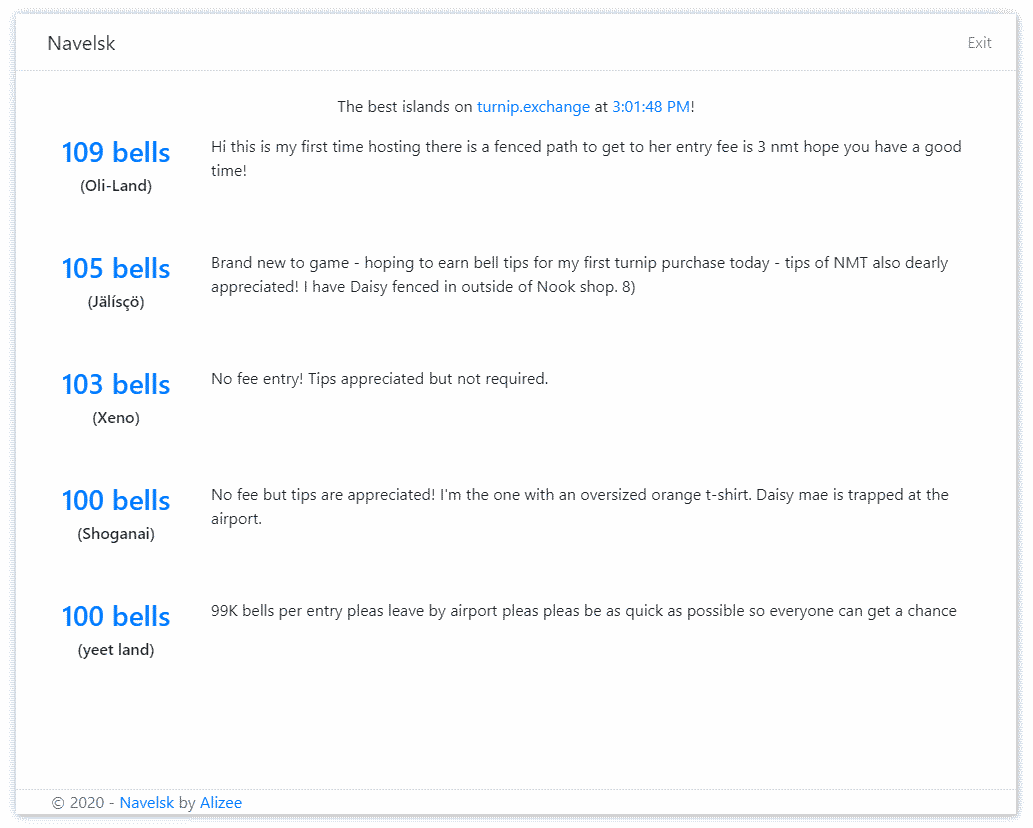 Navelsk
Exit
The best islands on turnip.exchange at 3:01:48 PM!
109 bells
(Oli-Land)
Hi this is my first time hosting there is a fenced path to get to her entry fee is 3 nmt hope you have a good
time!
105 bells
(Jälísçö)
Brand new to game - hoping to earn bell tips for my first turnip purchase today - tips of NMT also dearly
appreciated! I have Daisy fenced in outside of Nook shop. 8)
103 bells
(Xeno)
No fee entry! Tips appreciated but not required.
100 bells
(Shoganai)
No fee but tips are appreciated! I'm the one with an oversized orange t-shirt. Daisy mae is trapped at the
airport.
100 bells
(yeet land)
99K bells per entry pleas leave by airport pleas pleas be as quick as possible so everyone can get a chance
© 2020 - Navelsk by Alizee